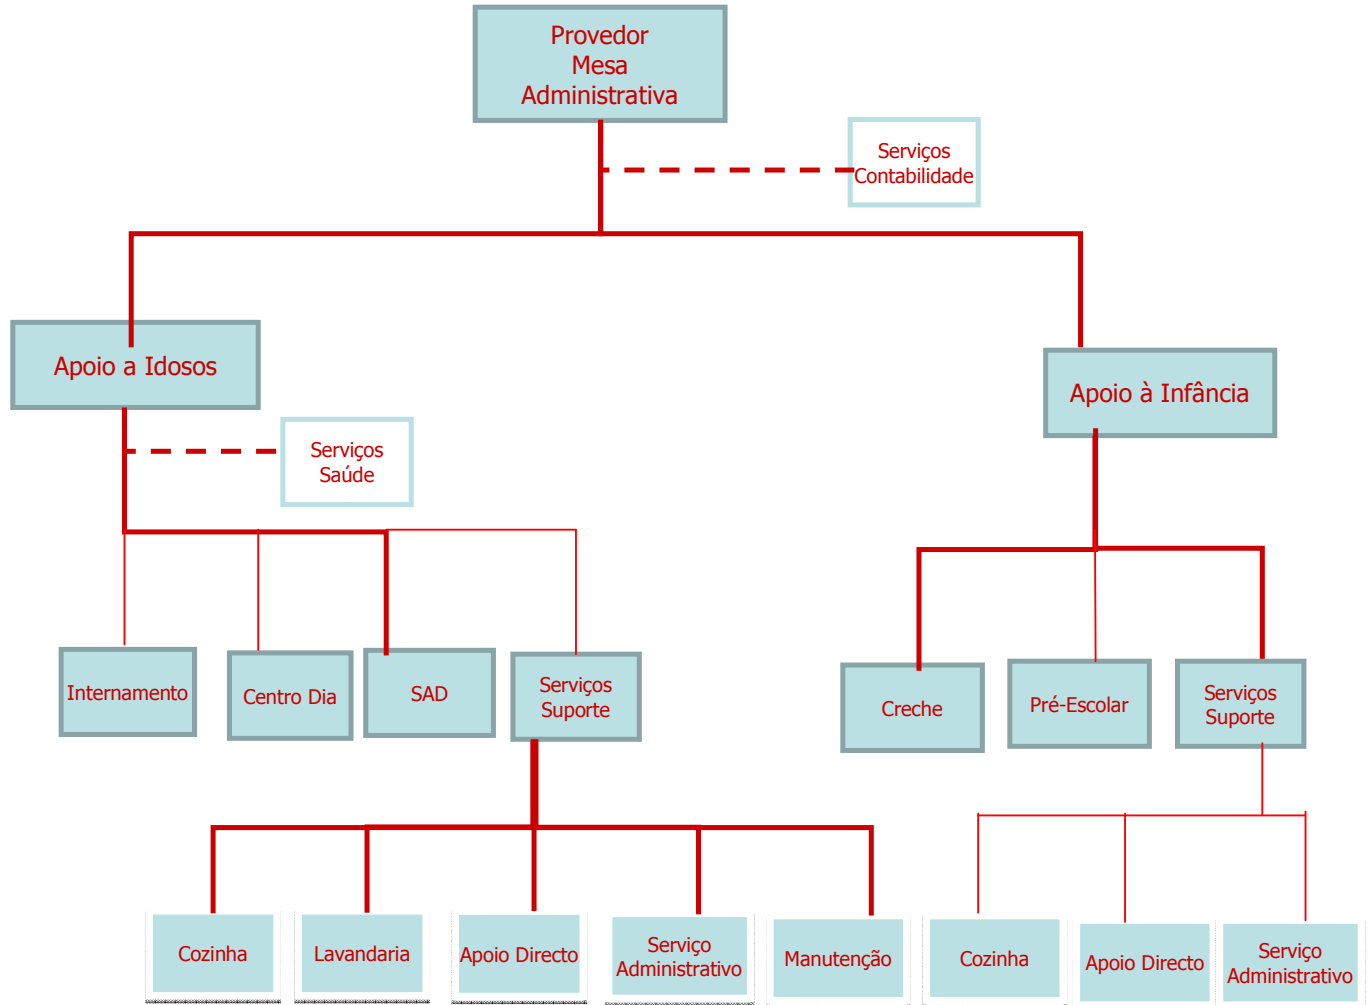 Provedor
Mesa
Administrativa
Serviços
Contabilidade
Apoio a Idosos
Apoio à Infância
Serviços
Saúde
Internamento
Centro Dia
SAD
Serviços
Suporte
Creche
Pré-Escolar
Serviços
Suporte
Cozinha
Lavandaria
Apoio Directo
Serviço
Administrativo
Manutenção
Cozinha
Apoio Directo
Serviço
Administrativo